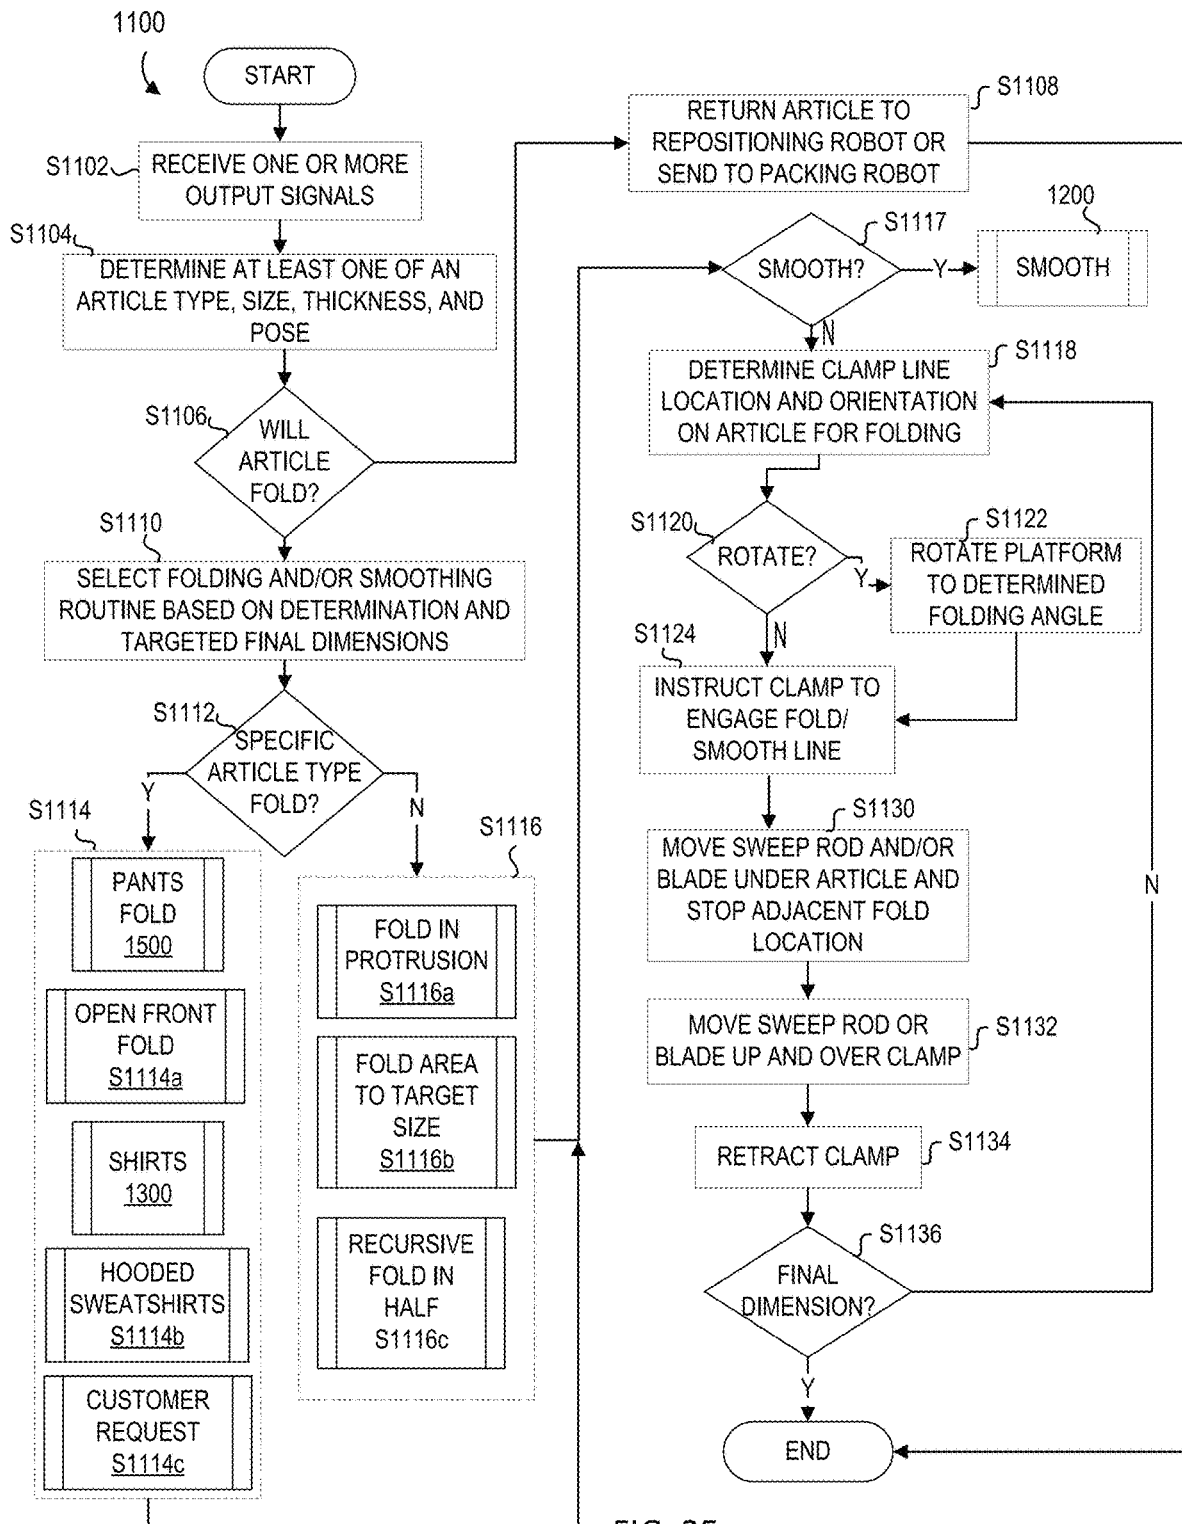 1100
START
S1102
RECEIVE ONE OR MORE
OUTPUT SIGNALS
S1104
DETERMINE AT LEAST ONE OF AN
ARTICLE TYPE, SIZE, THICKNESS, AND
POSE
S1106
WILL
ARTICLE
FOLD?
S1108
RETURN ARTICLE TO
REPOSITIONING ROBOT OR
SEND TO PACKING ROBOT
S1110
SELECT FOLDING AND/OR SMOOTHING
ROUTINE BASED ON DETERMINATION AND
TARGETED FINAL DIMENSIONS
S1112
SPECIFIC
ARTICLE TYPE
FOLD?
Y
N
S1114
PANTS
FOLD
1500
OPEN FRONT
FOLD
S1114a
SHIRTS
1300
HOODED
SWEATSHIRTS
S1114b
CUSTOMER
REQUEST
S1114c
S1116
FOLD IN
PROTRUSION
S1116a
FOLD AREA
TO TARGET
SIZE
S1116b
RECURSIVE
FOLD IN
HALF
S1116c
S1117
SMOOTH?
Y
1200
SMOOTH
N
S1118
DETERMINE CLAMP LINE
LOCATION AND ORIENTATION
ON ARTICLE FOR FOLDING
S1120
ROTATE?
Y
S1122
ROTATE PLATFORM
TO DETERMINED
FOLDING ANGLE
N
S1124
INSTRUCT CLAMP TO
ENGAGE FOLD/
SMOOTH LINE
S1130
MOVE SWEEP ROD AND/OR
BLADE UNDER ARTICLE AND
STOP ADJACENT FOLD
LOCATION
S1132
MOVE SWEEP ROD OR
BLADE UP AND OVER CLAMP
S1134
RETRACT CLAMP
S1136
FINAL
DIMENSION?
N
Y
END